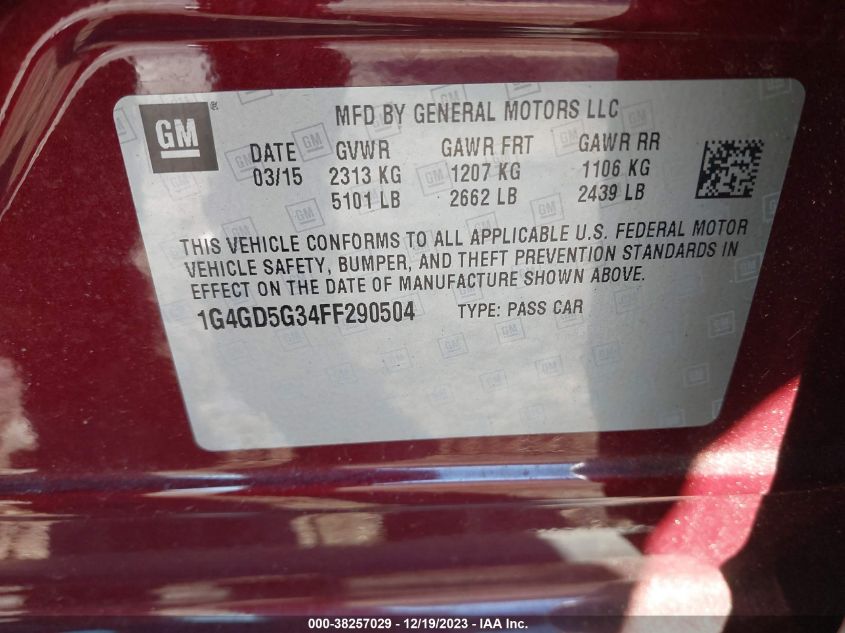 GM ®
MFD BY GENERAL MOTORS LLC
DATE GVWR GAWR FRT GAWR RR
03/15 2313 KG 1207 KG 1106 KG
5101 LB 2662 LB 2439 LB
THIS VEHICLE CONFORMS TO ALL APPLICABLE U.S. FEDERAL MOTOR
VEHICLE SAFETY, BUMPER, AND THEFT PREVENTION STANDARDS IN
EFFECT ON THE DATE OF MANUFACTURE SHOWN ABOVE.
1G4GD5G34FF290504 TYPE: PASS CAR
000-38257029 - 12/19/2023 - IAA Inc.